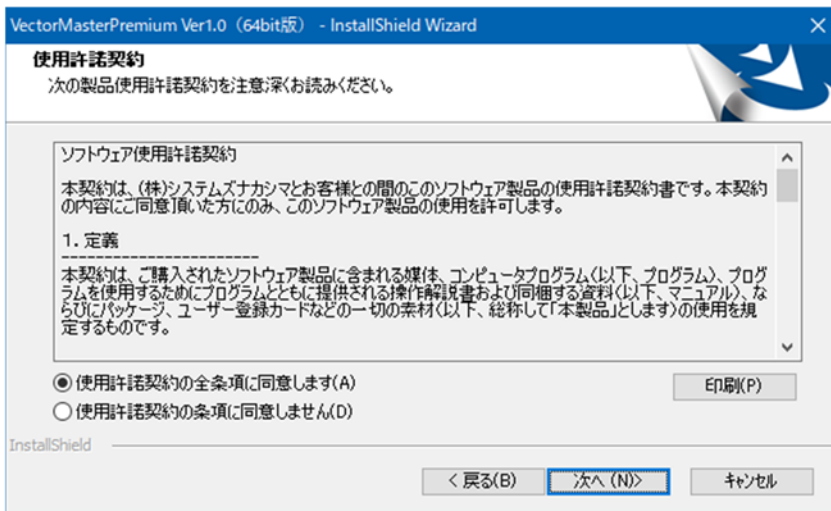 VectorMasterPremium Ver1.0（64bit版） - InstallShield Wizard
使用許諾契約
次の製品使用許諾契約を注意深くお読みください。
ソフトウェア使用許諾契約
本契約は、(株)システムズナカシマとお客様との間のこのソフトウェア製品の使用許諾契約書です。本契約
の内容にご同意頂いた方にのみ、このソフトウェア製品の使用を許可します。
1. 定義
-----------------------
本契約は、ご購入されたソフトウェア製品に含まれる媒体、コンピュータプログラム(以下、プログラム)、プログ
ラムを使用するためにプログラムとともに提供される操作解説書および同梱する資料(以下、マニュアル)、な
らびにパッケージ、ユーザー登録カードなどの一切の素材(以下、総称して「本製品」とします)の使用を規
定するものです。
使用許諾契約の全条項に同意します(A)
印刷(P)
使用許諾契約の条項に同意しません(D)
InstallShield
< 戻る(B)
次へ (N)>
キャンセル